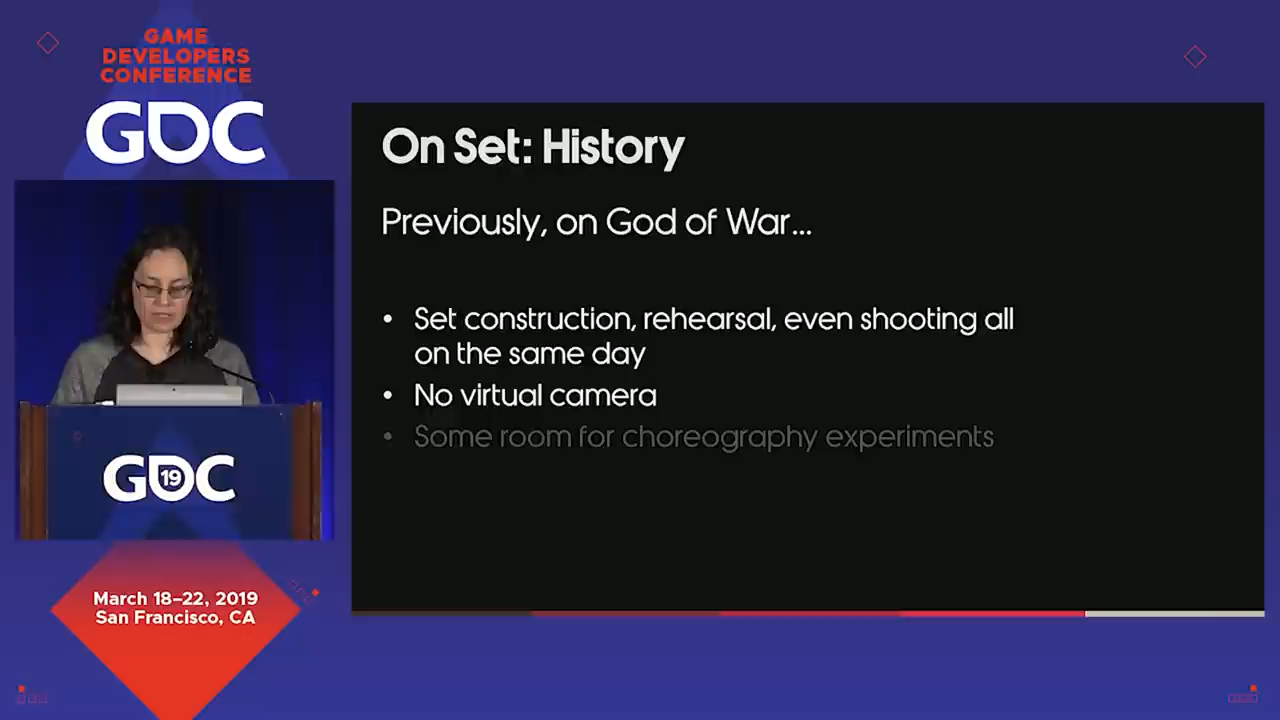 GAME
DEVELOPERS
CONFERENCE
GDC
On Set: History
Previously, on God of War...
• Set construction, rehearsal, even shooting all
on the same day
• No virtual camera
• Some room for choreography experiments
GDC
19
March 18–22, 2019
San Francisco, CA